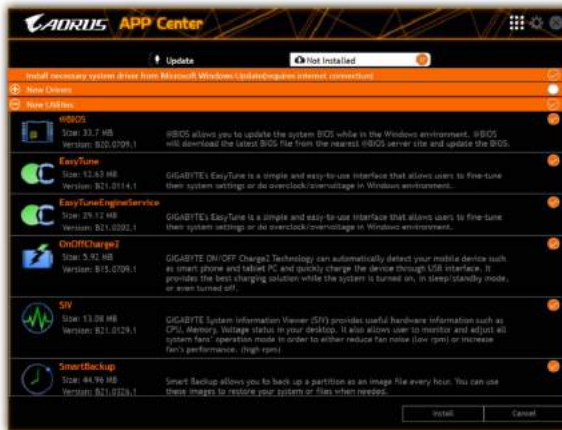 AORUS APP Center
Update
Not Installed
Install necessary system driver from Microsoft Windows Update(requires internet connection)
New Drivers
New Utilities
@BIOS
Size: 33.7 MB
Version: B20.0709.1
@BIOS allows you to update the system BIOS while in the Windows environment. @BIOS
will download the latest BIOS file from the nearest @BIOS server site and update the BIOS.
EasyTune
Size: 12.63 MB
Version: B21.0114.1
GIGABYTE's EasyTune is a simple and easy-to-use interface that allows users to fine-tune
their system settings or do overclock/overvoltage in Windows environment.
EasyTuneEngineService
Size: 29.12 MB
Version: B21.0202.1
GIGABYTE's EasyTune is a simple and easy-to-use interface that allows users to fine-tune
their system settings or do overclock/overvoltage in Windows environment.
OnOffCharge2
Size: 5.92 MB
Version: B15.0709.1
GIGABYTE ON/OFF Charge2 Technology can automatically detect your mobile device such
as smart phone and tablet PC and quickly charge the device through USB interface. It
provides the best charging solution while the system is turned on, in sleep/standby mode,
or even turned off.
SIV
Size: 13.08 MB
Version: B21.0129.1
GIGABYTE System Information Viewer (SIV) provides useful hardware information such as
CPU, Memory, Voltage status in your desktop. It also allows user to monitor and adjust all
system fans' operation mode in order to either reduce fan noise (low rpm) or increase
fan's performance. (high rpm)
SmartBackup
Size: 44.96 MB
Version: B21.0326.1
Smart Backup allows you to back up a partition as an image file every hour. You can use
these images to restore your system or files when needed.
Install
Cancel